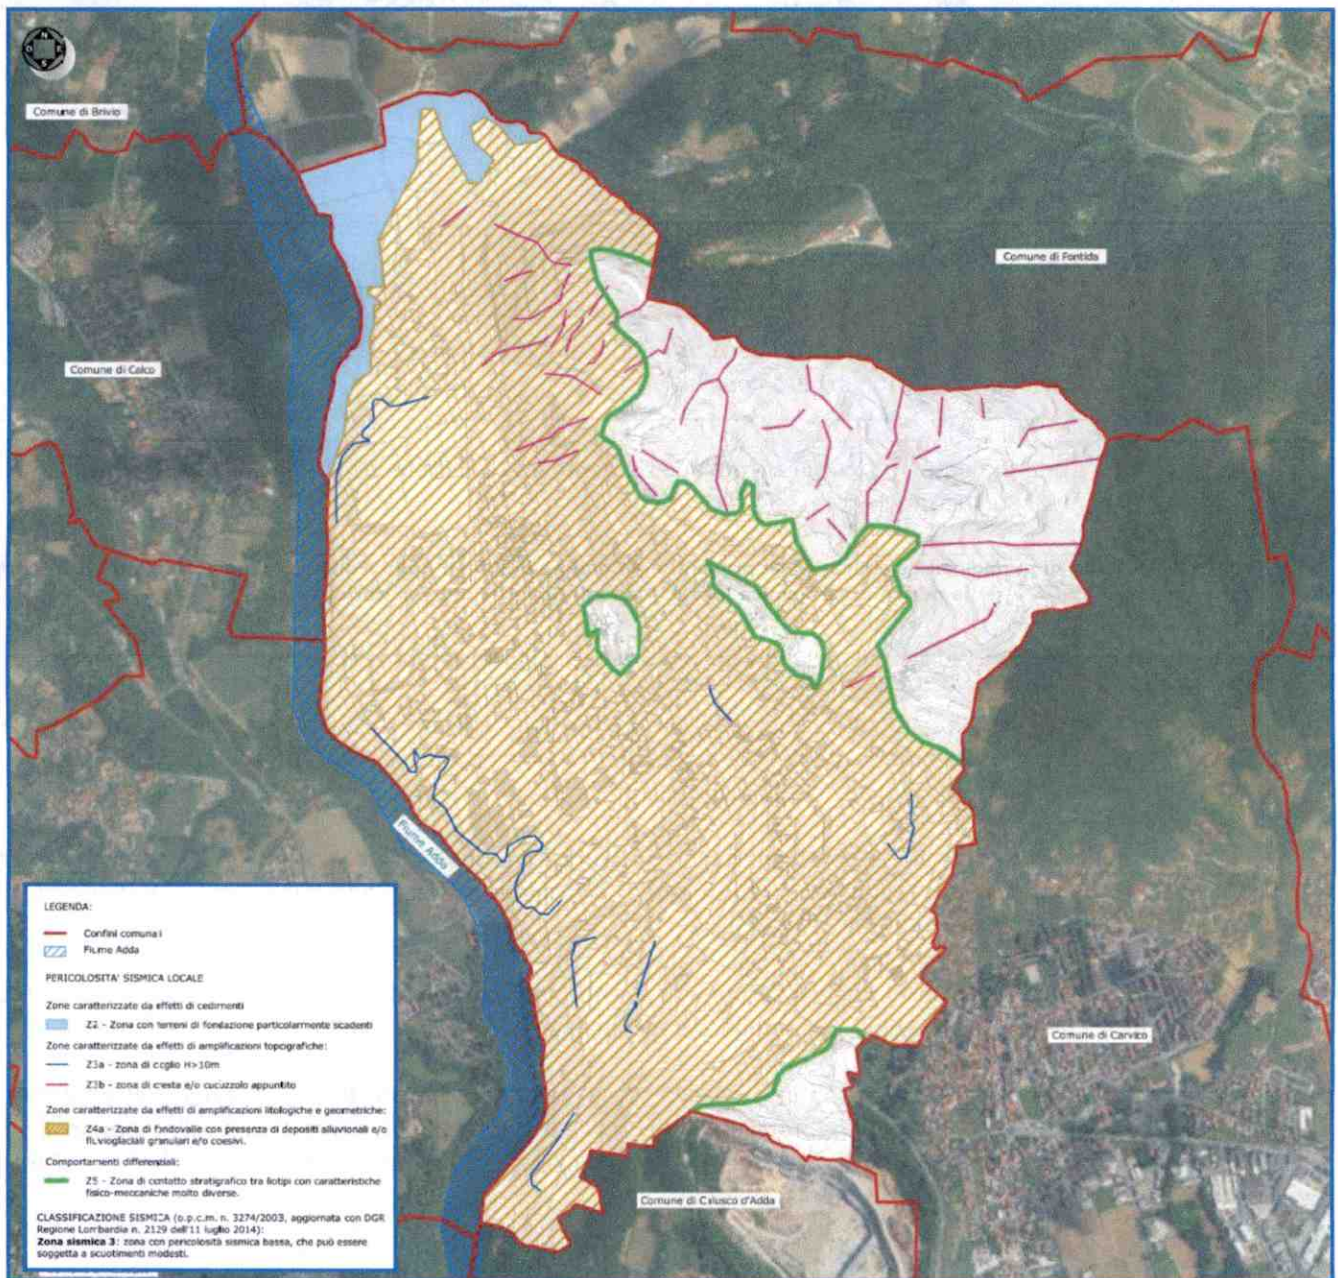 N
E
S
Comune di Brivio
Comune di Fontida
Comune di Calco
Fiume Adda
Comune di Carvico
Comune di Calusco d'Adda
LEGENDA:
Confini comunali
Fiume Adda
PERICOLOSITA' SISMICA LOCALE
Zone caratterizzate da effetti di cedimenti
Z2 - Zona con terreni di fondazione particolarmente scadenti
Zone caratterizzate da effetti di amplificazioni topografiche:
Z3a - zona di ciglio H>10m
Z3b - zona di cresta e/o cucuzzolo appuntito
Zone caratterizzate da effetti di amplificazioni litologiche e geometriche:
Z4a - Zona di fondovalle con presenza di depositi alluvionali e/o
fluvioglaciali granulari e/o coesivi.
Comportamenti differenziali:
Z5 - Zona di contatto stratigrafico tra litotipi con caratteristiche
fisico-meccaniche molto diverse.
CLASSIFICAZIONE SISMICA (o.p.c.m. n. 3274/2003, aggiornata con DGR
Regione Lombardia n. 2129 dell'11 luglio 2014):
Zona sismica 3: zona con pericolosità sismica bassa, che può essere
soggetta a scuotimenti modesti.